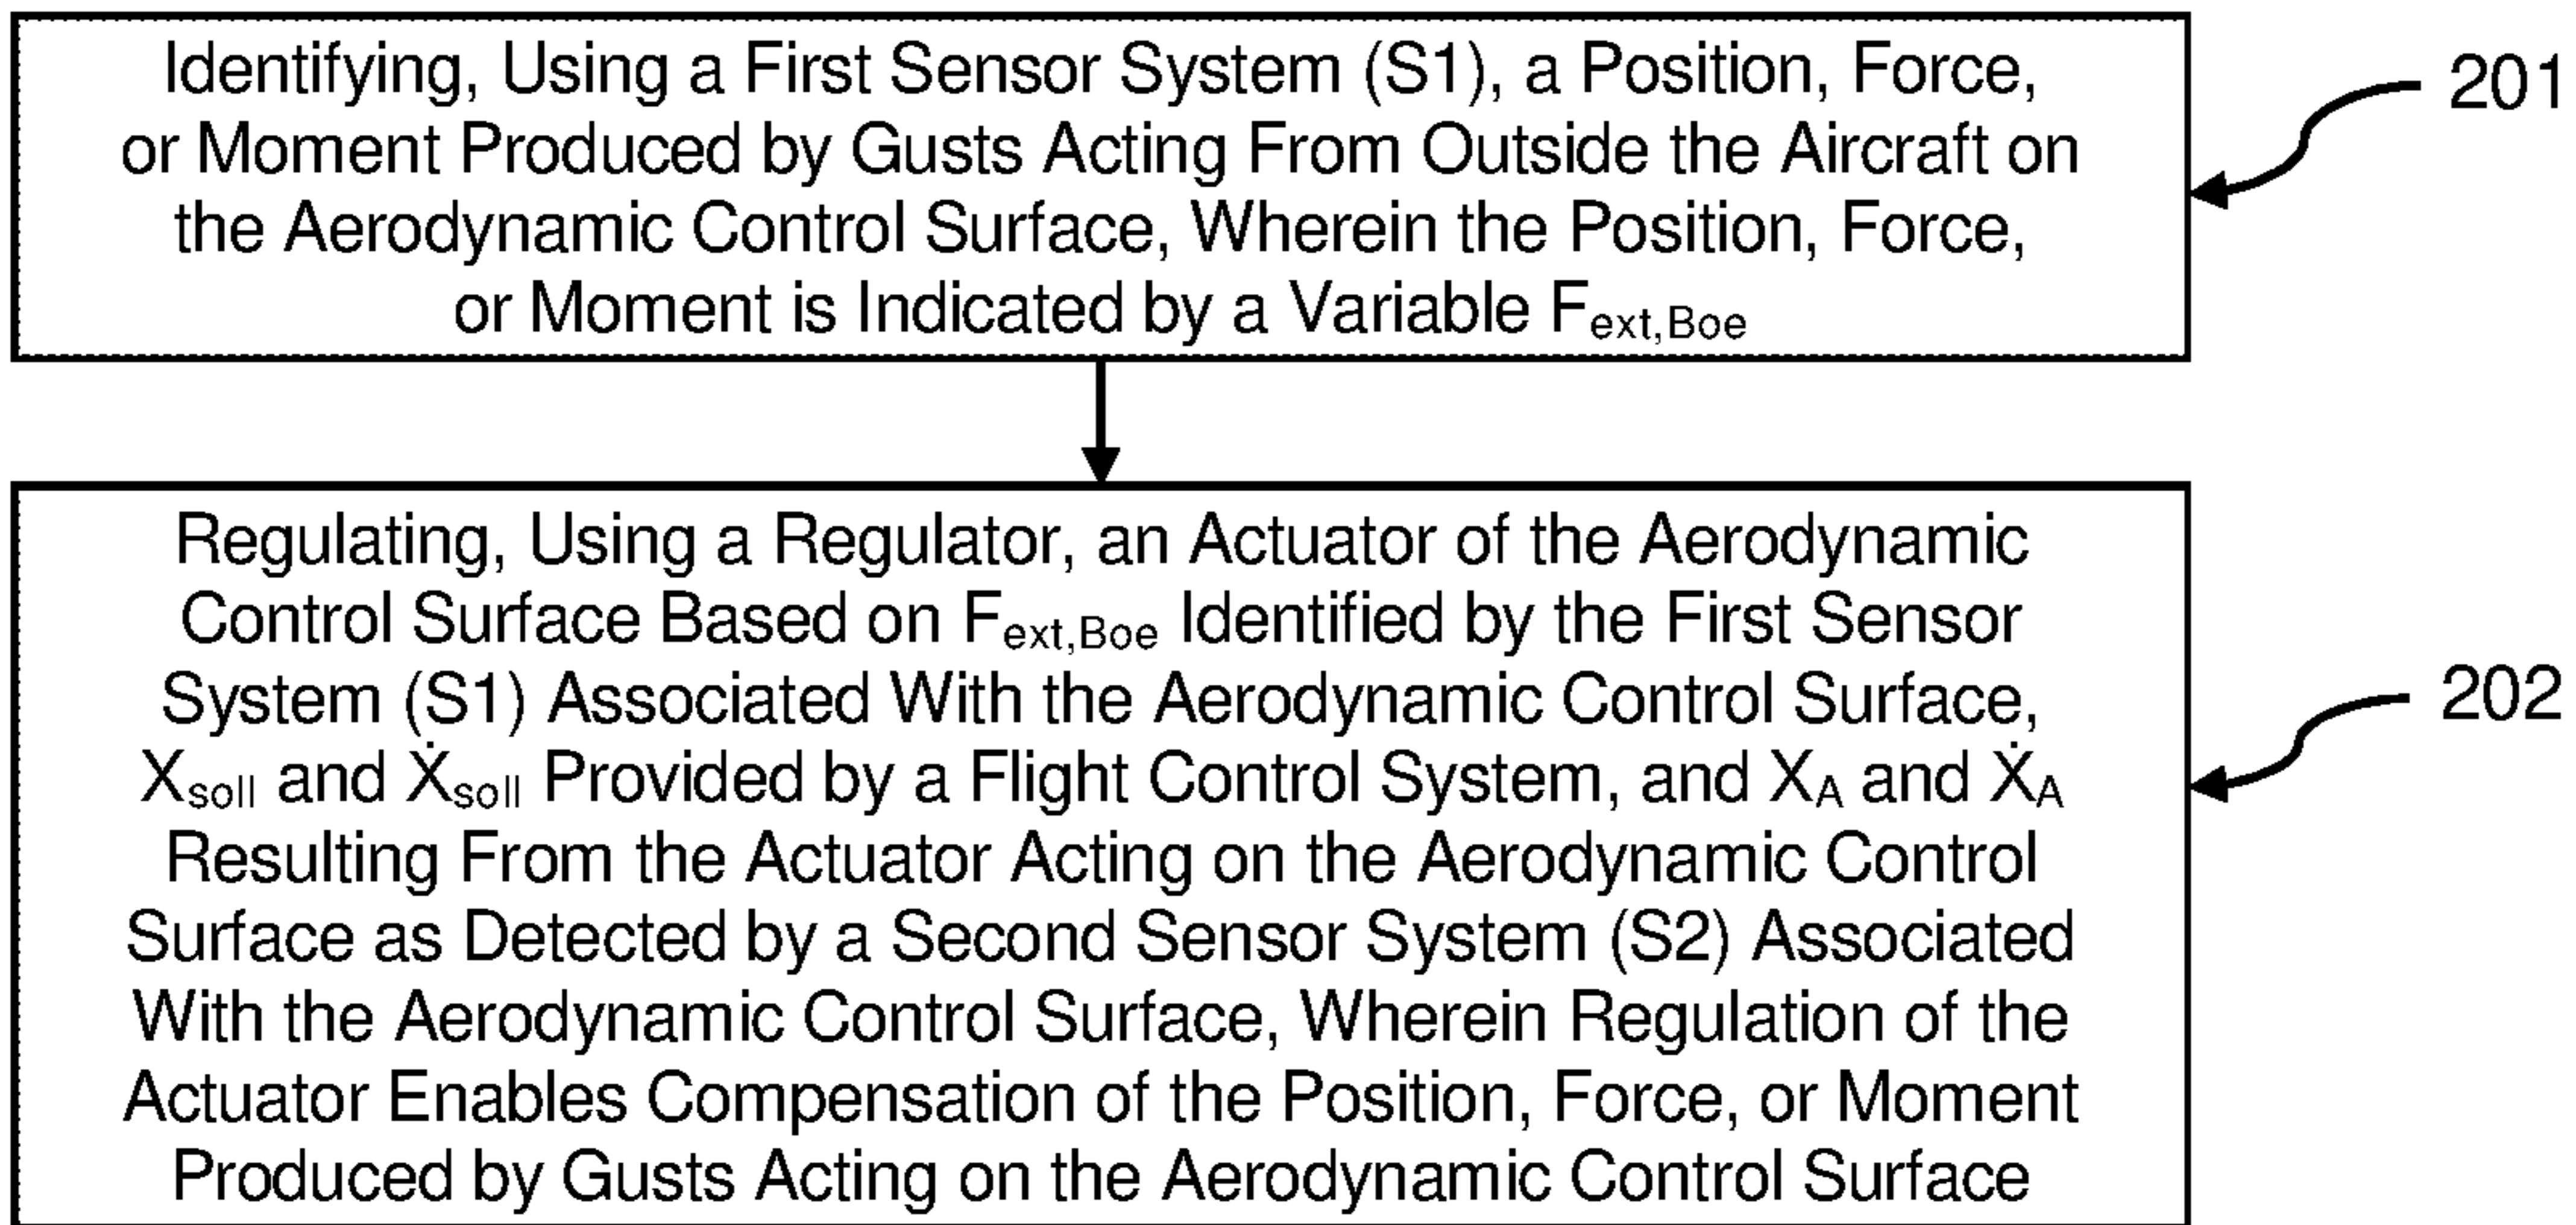 Identifying, Using a First Sensor System (S1), a Position, Force,
or Moment Produced by Gusts Acting From Outside the Aircraft on
the Aerodynamic Control Surface, Wherein the Position, Force,
or Moment is Indicated by a Variable Fext,Boe
201
Regulating, Using a Regulator, an Actuator of the Aerodynamic
Control Surface Based on Fext,Boe Identified by the First Sensor
System (S1) Associated With the Aerodynamic Control Surface,
Xsoll and Ẋsoll Provided by a Flight Control System, and XA and ẊA
Resulting From the Actuator Acting on the Aerodynamic Control
Surface as Detected by a Second Sensor System (S2) Associated
With the Aerodynamic Control Surface, Wherein Regulation of the
Actuator Enables Compensation of the Position, Force, or Moment
Produced by Gusts Acting on the Aerodynamic Control Surface
202